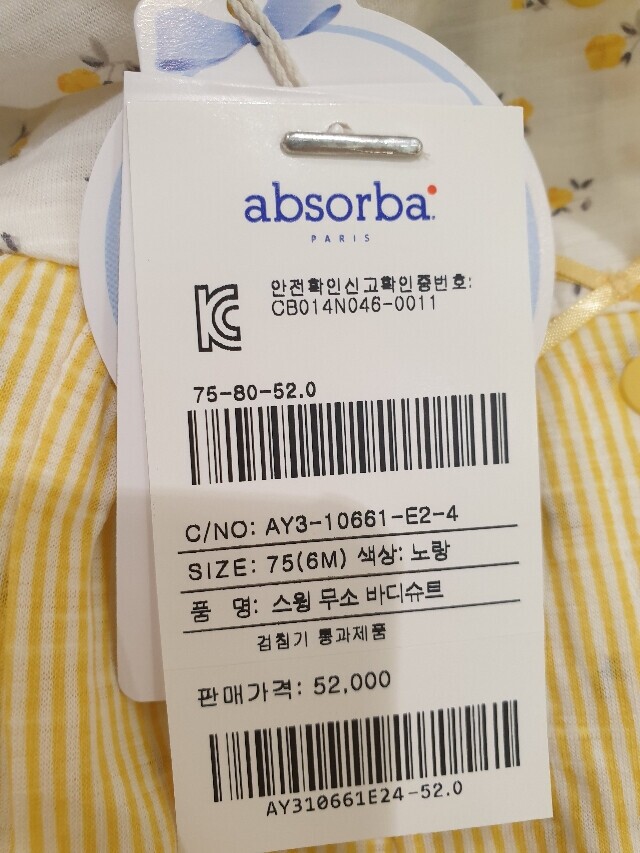 absorba
PARIS
안전확인신고확인증번호:
CB014N046-0011
75-80-52.0
C/NO: AY3-10661-E2-4
SIZE: 75(6M) 색상: 노랑
품 명: 스윙 무소 바디슈트
검침기 통과제품
판매가격: 52,000
AY310661E24-52.0